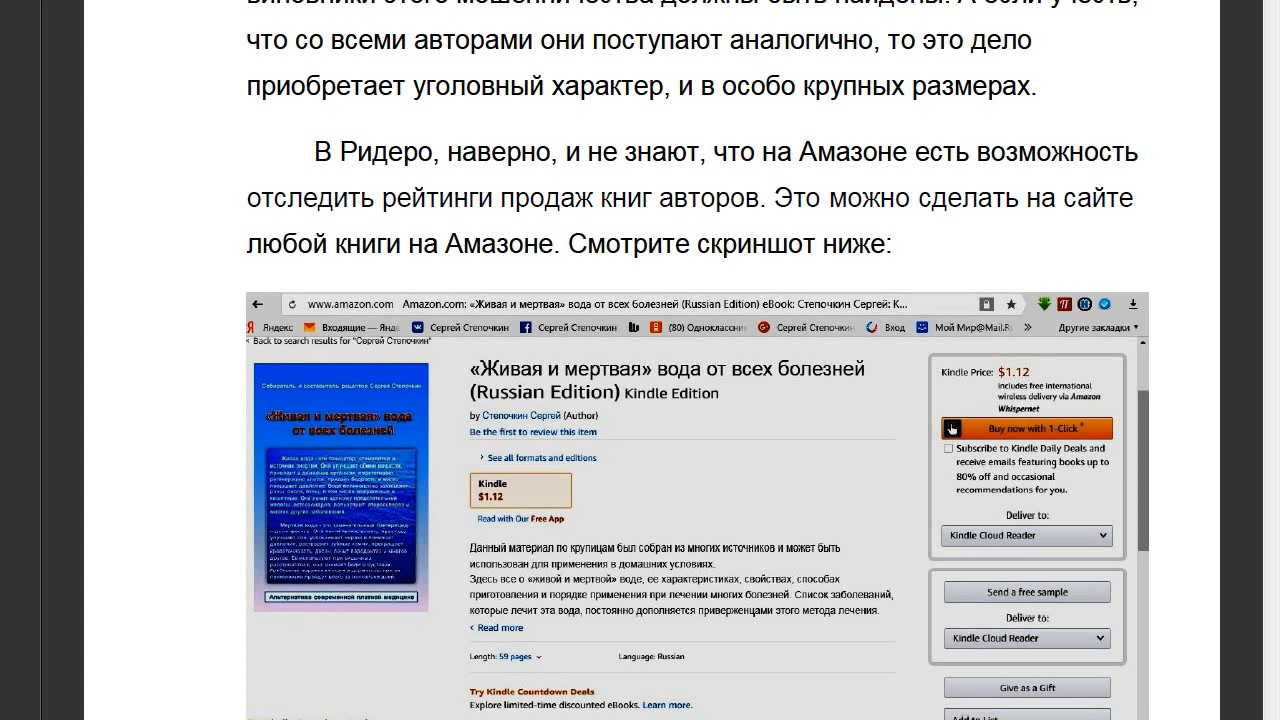 виновники этого мошенничества должны быть найдены. А если учесть,
что со всеми авторами они поступают аналогично, то это дело
приобретает уголовный характер, и в особо крупных размерах.
В Ридеро, наверно, и не знают, что на Амазоне есть возможность
отследить рейтинги продаж книг авторов. Это можно сделать на сайте
любой книги на Амазоне. Смотрите скриншот ниже:
www.amazon.com Amazon.com: «Живая и мертвая» вода от всех болезней (Russian Edition) eBook: Степочкин Сергей: K...
Яндекс Входящие — Янде Сергей Степочкин Сергей Степочкин (80) Одноклассни Сергей Степочкин Вход Мой Мир@Mail.Ru » Другие закладки
Back to search results for "Сергей Степочкин"
Собиратель и составитель рецептов Сергей Степочкин
«Живая и мертвая» вода
от всех болезней
Альтернатива современной платной медицине
«Живая и мертвая» вода от всех болезней
(Russian Edition) Kindle Edition
by Степочкин Сергей (Author)
Be the first to review this item
See all formats and editions
Kindle
$1.12
Read with Our Free App
Данный материал по крупицам был собран из многих источников и может быть
использован для применения в домашних условиях.
Здесь все о «живой и мертвой» воде, ее характеристиках, свойствах, способах
приготовления и порядке применения при лечении многих болезней. Список заболеваний,
которые лечит эта вода, постоянно дополняется приверженцами этого метода лечения.
Read more
Length: 59 pages Language: Russian
Try Kindle Countdown Deals
Explore limited-time discounted eBooks. Learn more.
Kindle Price: $1.12
includes free international
wireless delivery via Amazon
Whispernet
Buy now with 1-Click®
Subscribe to Kindle Daily Deals and
receive emails featuring books up to
80% off and occasional
recommendations for you.
Deliver to:
Kindle Cloud Reader
Send a free sample
Deliver to:
Kindle Cloud Reader
Give as a Gift
Add to List